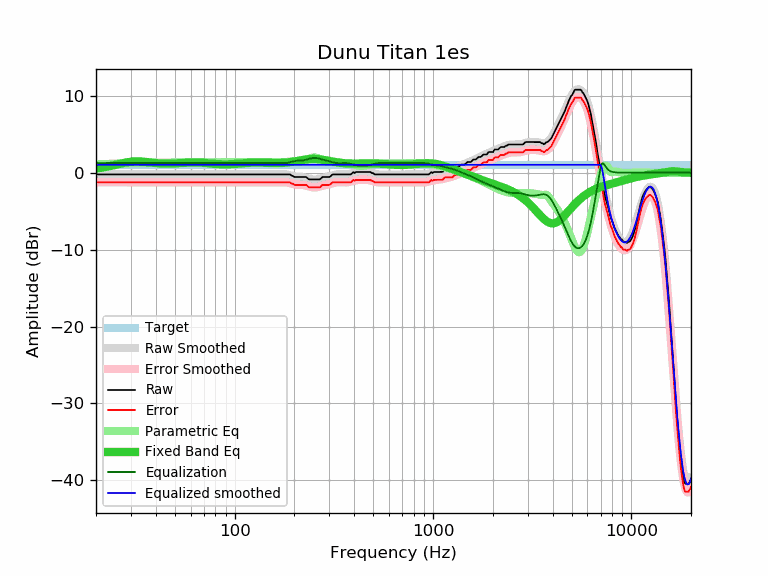 Dunu Titan 1es
Amplitude (dBr)
10
0
−10
−20
−30
−40
Target
Raw Smoothed
Error Smoothed
Raw
Error
Parametric Eq
Fixed Band Eq
Equalization
Equalized smoothed
100
1000
10000
Frequency (Hz)